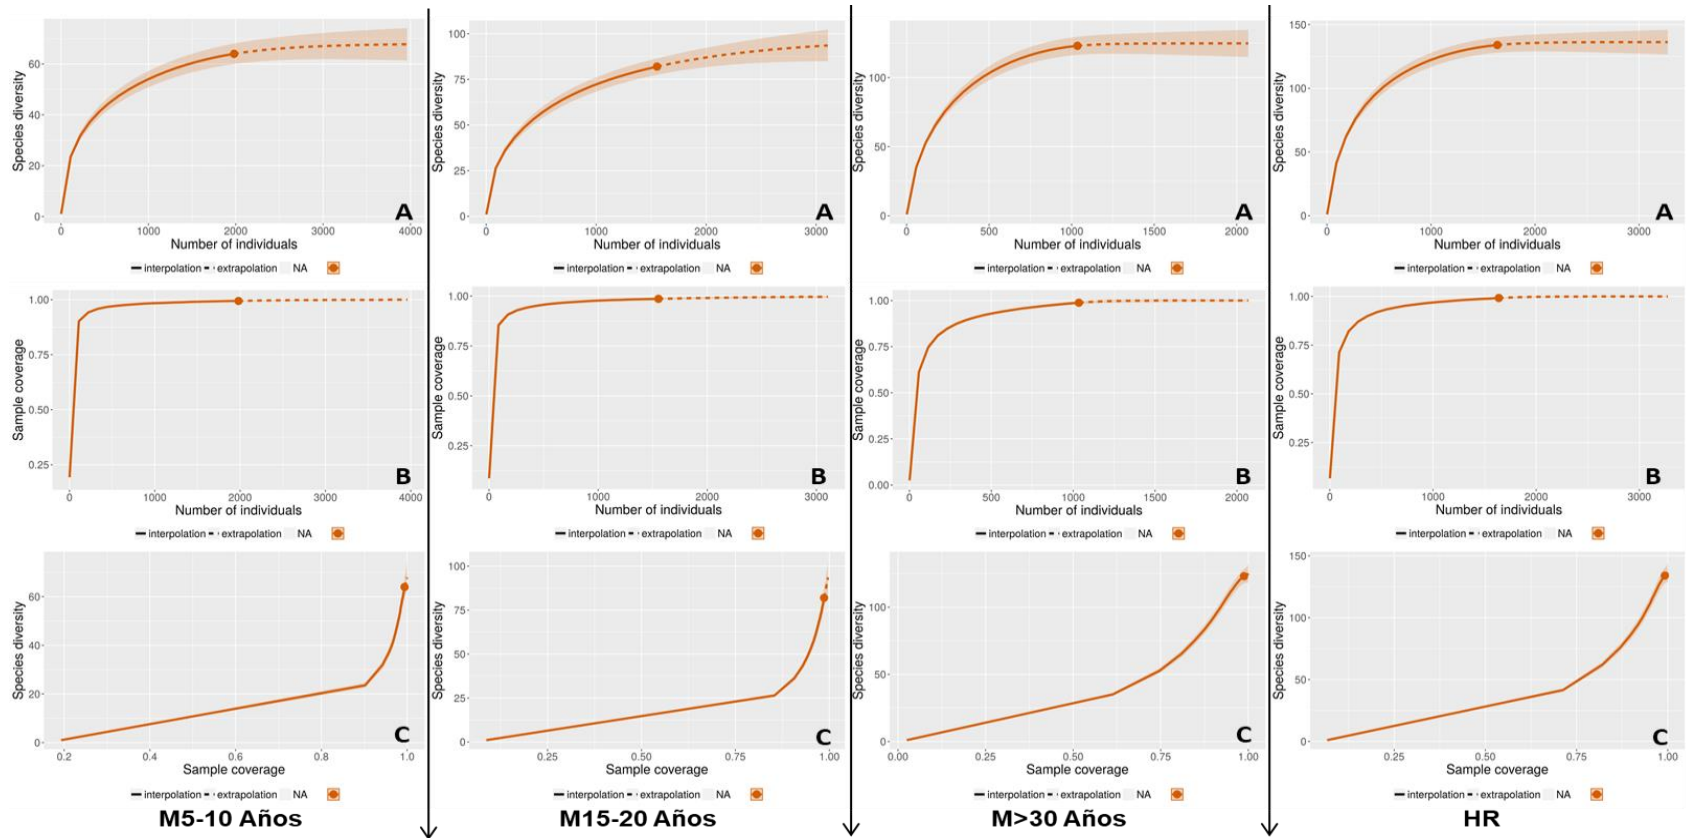 60
40
20
0
Species diversity
0 1000 2000 3000 4000
Number of individuals
interpolation extrapolation NA
A
100
75
50
25
0
Species diversity
0 1000 2000 3000
Number of individuals
interpolation extrapolation NA
A
100
50
0
Species diversity
0 500 1000 1500 2000
Number of individuals
interpolation extrapolation NA
A
150
100
50
0
Species diversity
0 1000 2000 3000
Number of individuals
interpolation extrapolation NA
A
1.00
0.75
0.50
0.25
Sample coverage
0 1000 2000 3000 4000
Number of individuals
interpolation extrapolation NA
B
1.00
0.75
0.50
0.25
Sample coverage
0 1000 2000 3000
Number of individuals
interpolation extrapolation NA
B
1.00
0.75
0.50
0.25
0.00
Sample coverage
0 500 1000 1500 2000
Number of individuals
interpolation extrapolation NA
B
1.00
0.75
0.50
0.25
Sample coverage
0 1000 2000 3000
Number of individuals
interpolation extrapolation NA
B
60
40
20
0
Species diversity
0.2 0.4 0.6 0.8 1.0
Sample coverage
interpolation extrapolation NA
C
M5-10 Años
100
75
50
25
0
Species diversity
0.25 0.50 0.75 1.00
Sample coverage
interpolation extrapolation NA
C
M15-20 Años
100
50
0
Species diversity
0.00 0.25 0.50 0.75 1.00
Sample coverage
interpolation extrapolation NA
C
M>30 Años
150
100
50
0
Species diversity
0.25 0.50 0.75 1.00
Sample coverage
interpolation extrapolation NA
C
HR